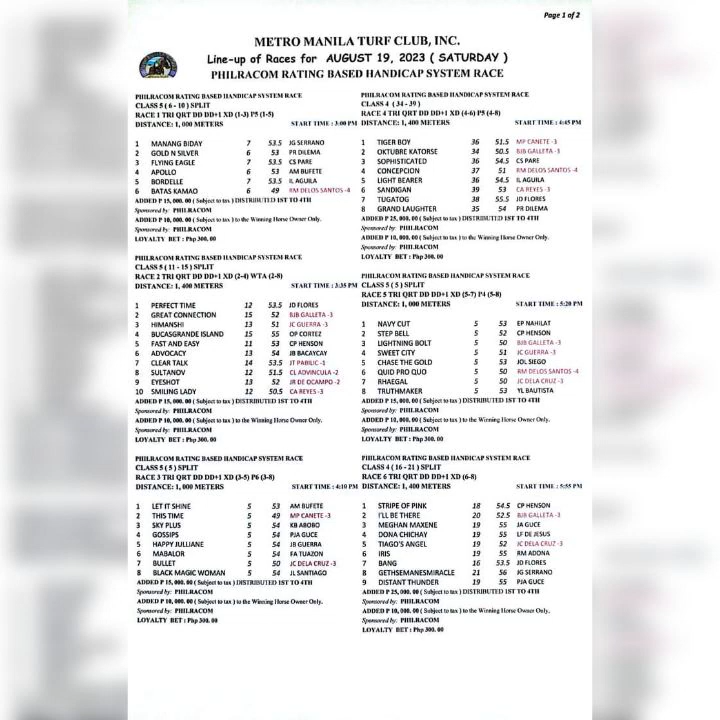 Page 1 of 2
METRO MANILA TURF CLUB, INC.
Line-up of Races for AUGUST 19, 2023 ( SATURDAY )
PHILRACOM RATING BASED HANDICAP SYSTEM RACE
PHILRACOM RATING BASED HANDICAP SYSTEM RACE
CLASS 5 ( 6 - 10 ) SPLIT
RACE 1 TRI QRT DD DD+1 XD (1-3) P5 (1-5)
DISTANCE: 1, 000 METERS START TIME : 3:00 PM
1 MANANG BIDAY 7 53.5 JG SERRANO
2 GOLD N SILVER 6 53 PR DILEMA
3 FLYING EAGLE 7 53.5 CS PARE
4 APOLLO 6 53 AM BUFETE
5 BORDELLE 7 53.5 IL AGUILA
6 BATAS KAMAO 6 49 RM DELOS SANTOS -4
ADDED P 15, 000. 00 ( Subject to tax ) DISTRIBUTED 1ST TO 4TH
Sponsored by: PHILRACOM
ADDED P 10, 000. 00 ( Subject to tax ) to the Winning Horse Owner Only.
Sponsored by: PHILRACOM
LOYALTY BET : Php 300. 00
PHILRACOM RATING BASED HANDICAP SYSTEM RACE
CLASS 5 ( 11 - 15 ) SPLIT
RACE 2 TRI QRT DD DD+1 XD (2-4) WTA (2-8)
DISTANCE: 1, 400 METERS START TIME : 3:35 PM
1 PERFECT TIME 12 53.5 JD FLORES
2 GREAT CONNECTION 15 52 BJB GALLETA -3
3 HIMANSHI 13 51 JC GUERRA -3
4 BUCASGRANDE ISLAND 15 55 OP CORTEZ
5 FAST AND EASY 11 53 CP HENSON
6 ADVOCACY 13 54 JB BACAYCAY
7 CLEAR TALK 14 53.5 JT PABILIC -1
8 SULTANOV 12 51.5 CL ADVINCULA -2
9 EYESHOT 13 52 JR DE OCAMPO -2
10 SMILING LADY 12 50.5 CA REYES -3
ADDED P 15, 000. 00 ( Subject to tax ) DISTRIBUTED 1ST TO 4TH
Sponsored by: PHILRACOM
ADDED P 10, 000. 00 ( Subject to tax ) to the Winning Horse Owner Only.
Sponsored by: PHILRACOM
LOYALTY BET : Php 300. 00
PHILRACOM RATING BASED HANDICAP SYSTEM RACE
CLASS 5 ( 5 ) SPLIT
RACE 3 TRI QRT DD DD+1 XD (3-5) P6 (3-8)
DISTANCE: 1, 000 METERS START TIME : 4:10 PM
1 LET IT SHINE 5 53 AM BUFETE
2 THIS TIME 5 49 MP CANETE -3
3 SKY PLUS 5 54 KB ABOBO
4 GOSSIPS 5 54 PJA GUCE
5 HAPPY JULLIANE 5 54 JB GUERRA
6 MABALOR 5 54 FA TUAZON
7 BULLET 5 50 JC DELA CRUZ -3
8 BLACK MAGIC WOMAN 5 54 JL SANTIAGO
ADDED P 15, 000. 00 ( Subject to tax ) DISTRIBUTED 1ST TO 4TH
Sponsored by: PHILRACOM
ADDED P 10, 000. 00 ( Subject to tax ) to the Winning Horse Owner Only.
Sponsored by: PHILRACOM
LOYALTY BET : Php 300. 00
PHILRACOM RATING BASED HANDICAP SYSTEM RACE
CLASS 4 ( 34 - 39 )
RACE 4 TRI QRT DD DD+1 XD (4-6) P5 (4-8)
DISTANCE: 1, 400 METERS START TIME : 4:45 PM
1 TIGER BOY 36 51.5 MP CANETE -3
2 OKTUBRE KATORSE 34 50.5 BJB GALLETA -3
3 SOPHISTICATED 36 54.5 CS PARE
4 CONCEPCION 37 51 RM DELOS SANTOS -4
5 LIGHT BEARER 36 54.5 IL AGUILA
6 SANDIGAN 39 53 CA REYES -3
7 TUGATOG 38 55.5 JD FLORES
8 GRAND LAUGHTER 35 54 PR DILEMA
ADDED P 25, 000. 00 ( Subject to tax ) DISTRIBUTED 1ST TO 4TH
Sponsored by: PHILRACOM
ADDED P 10, 000. 00 ( Subject to tax ) to the Winning Horse Owner Only.
Sponsored by: PHILRACOM
LOYALTY BET : Php 300. 00
PHILRACOM RATING BASED HANDICAP SYSTEM RACE
CLASS 5 ( 5 ) SPLIT
RACE 5 TRI QRT DD DD+1 XD (5-7) P4 (5-8)
DISTANCE: 1, 000 METERS START TIME : 5:20 PM
1 NAVY CUT 5 53 EP NAHILAT
2 STEP BELL 5 52 CP HENSON
3 LIGHTNING BOLT 5 50 BJB GALLETA -3
4 SWEET CITY 5 51 JC GUERRA -3
5 CHASE THE GOLD 5 53 JOL SIEGO
6 QUID PRO QUO 5 50 RM DELOS SANTOS -4
7 RHAEGAL 5 50 JC DELA CRUZ -3
8 TRUTHMAKER 5 53 YL BAUTISTA
ADDED P 15, 000. 00 ( Subject to tax ) DISTRIBUTED 1ST TO 4TH
Sponsored by: PHILRACOM
ADDED P 10, 000. 00 ( Subject to tax ) to the Winning Horse Owner Only.
Sponsored by: PHILRACOM
LOYALTY BET : Php 300. 00
PHILRACOM RATING BASED HANDICAP SYSTEM RACE
CLASS 4 ( 16 - 21 ) SPLIT
RACE 6 TRI QRT DD DD+1 XD (6-8)
DISTANCE: 1, 400 METERS START TIME : 5:55 PM
1 STRIPE OF PINK 18 54.5 CP HENSON
2 I'LL BE THERE 20 52.5 BJB GALLETA -3
3 MEGHAN MAXENE 19 55 JA GUCE
4 DONA CHICHAY 19 55 LF DE JESUS
5 TIAGO'S ANGEL 19 52 JC DELA CRUZ -3
6 IRIS 19 55 RM ADONA
7 BANG 16 53.5 JD FLORES
8 GETHSEMANESMIRACLE 21 56 JG SERRANO
9 DISTANT THUNDER 19 55 PJA GUCE
ADDED P 25, 000. 00 ( Subject to tax ) DISTRIBUTED 1ST TO 4TH
Sponsored by: PHILRACOM
ADDED P 10, 000. 00 ( Subject to tax ) to the Winning Horse Owner Only.
Sponsored by: PHILRACOM
LOYALTY BET : Php 300. 00